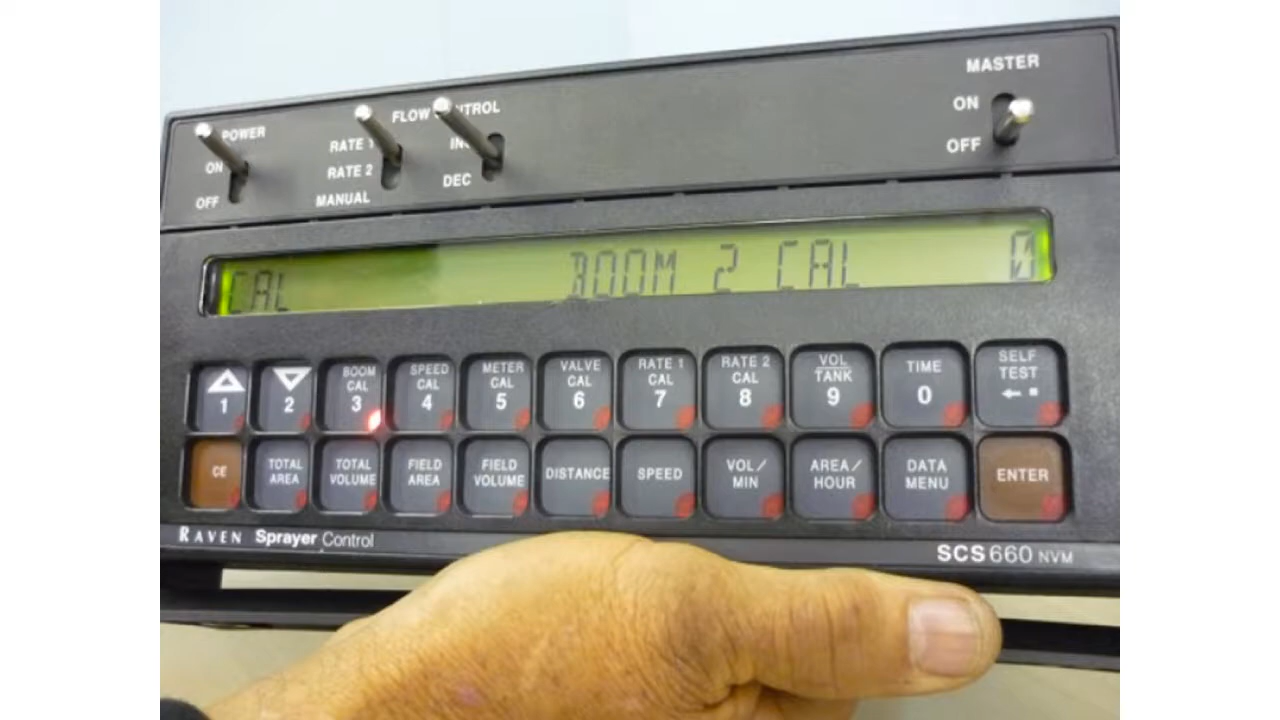 MASTER
POWER
FLOW CONTROL
ON
OFF
RATE 1
RATE 2
MANUAL
INC
DEC
ON
OFF
CAL BOOM 2 CAL 0
1
2
BOOM CAL 3
SPEED CAL 4
METER CAL 5
VALVE CAL 6
RATE 1 CAL 7
RATE 2 CAL 8
VOL/TANK 9
TIME 0
SELF TEST
CE
TOTAL AREA
TOTAL VOLUME
FIELD AREA
FIELD VOLUME
DISTANCE
SPEED
VOL/MIN
AREA/HOUR
DATA MENU
ENTER
RAVEN Sprayer Control
SCS 660 NVM